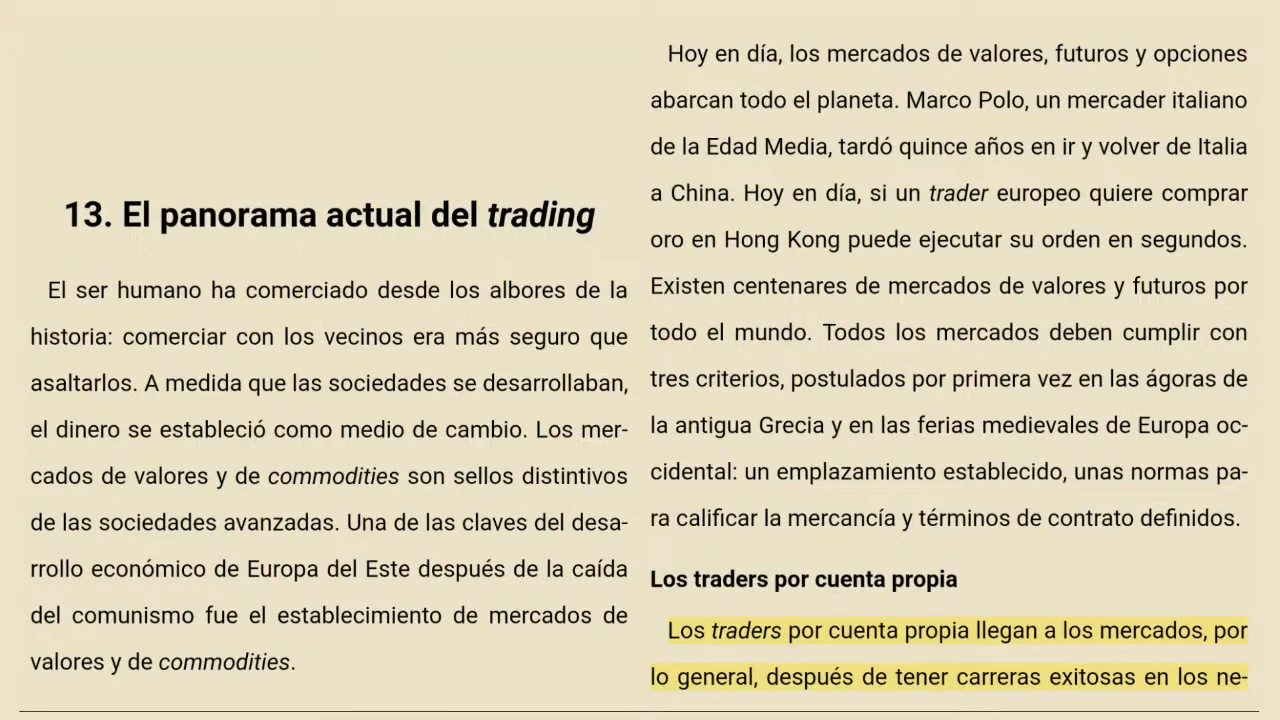 13. El panorama actual del trading
El ser humano ha comerciado desde los albores de la
historia: comerciar con los vecinos era más seguro que
asaltarlos. A medida que las sociedades se desarrollaban,
el dinero se estableció como medio de cambio. Los mer-
cados de valores y de commodities son sellos distintivos
de las sociedades avanzadas. Una de las claves del desa-
rrollo económico de Europa del Este después de la caída
del comunismo fue el establecimiento de mercados de
valores y de commodities.
Hoy en día, los mercados de valores, futuros y opciones
abarcan todo el planeta. Marco Polo, un mercader italiano
de la Edad Media, tardó quince años en ir y volver de Italia
a China. Hoy en día, si un trader europeo quiere comprar
oro en Hong Kong puede ejecutar su orden en segundos.
Existen centenares de mercados de valores y futuros por
todo el mundo. Todos los mercados deben cumplir con
tres criterios, postulados por primera vez en las ágoras de
la antigua Grecia y en las ferias medievales de Europa oc-
cidental: un emplazamiento establecido, unas normas pa-
ra calificar la mercancía y términos de contrato definidos.
Los traders por cuenta propia
Los traders por cuenta propia llegan a los mercados, por
lo general, después de tener carreras exitosas en los ne-